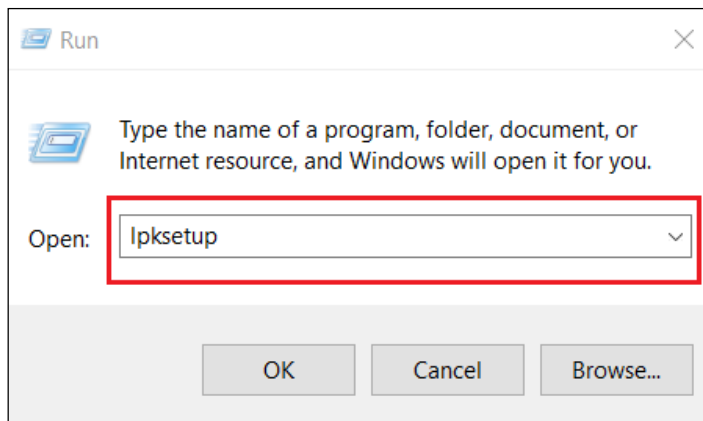 Run
Type the name of a program, folder, document, or
Internet resource, and Windows will open it for you.
Open:
lpksetup
OK
Cancel
Browse...